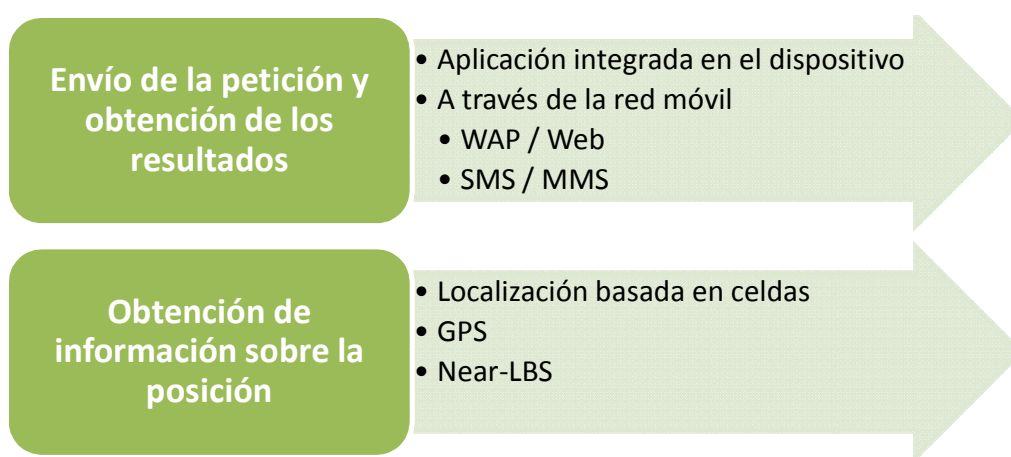 Envío de la petición y
obtención de los
resultados
• Aplicación integrada en el dispositivo
• A través de la red móvil
• WAP / Web
• SMS / MMS
Obtención de
información sobre la
posición
• Localización basada en celdas
• GPS
• Near-LBS